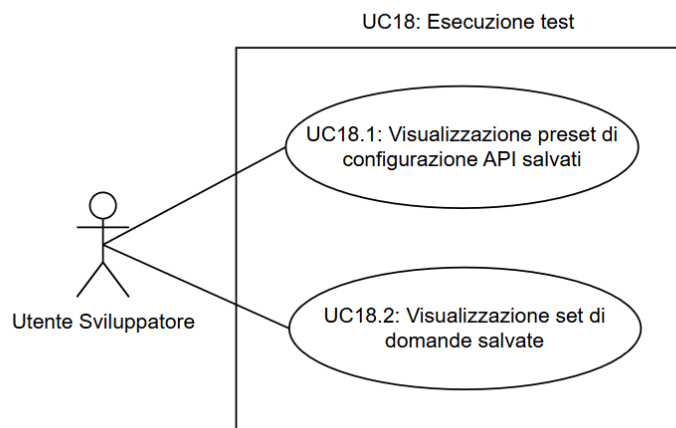 UC18: Esecuzione test
UC18.1: Visualizzazione preset di
configurazione API salvati
Utente Sviluppatore
UC18.2: Visualizzazione set di
domande salvate